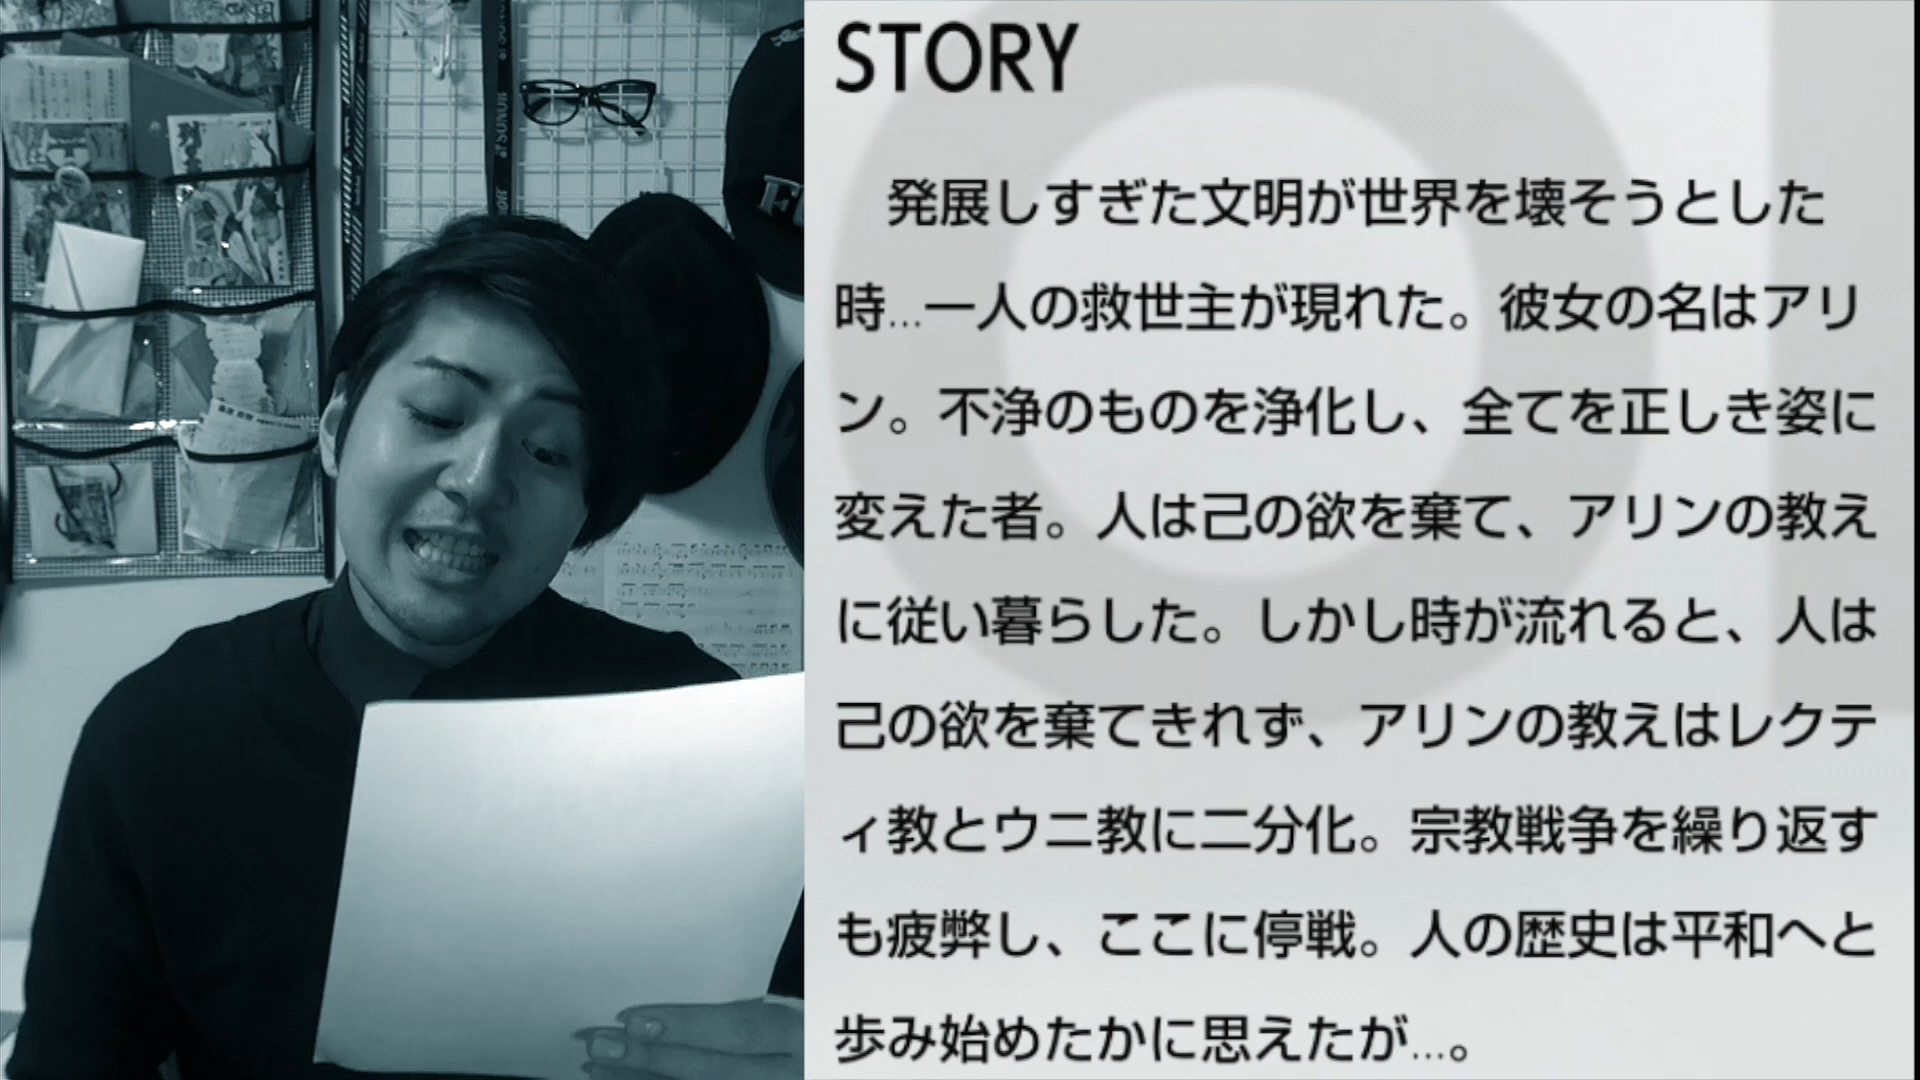 STORY
発展しすぎた文明が世界を壊そうとした
時…一人の救世主が現れた。彼女の名はアリ
ン。不浄のものを浄化し、全てを正しき姿に
変えた者。人は己の欲を棄て、アリンの教え
に従い暮らした。しかし時が流れると、人は
己の欲を棄てきれず、アリンの教えはレクテ
ィ教とウニ教に二分化。宗教戦争を繰り返す
も疲弊し、ここに停戦。人の歴史は平和へと
歩み始めたかに思えたが…。